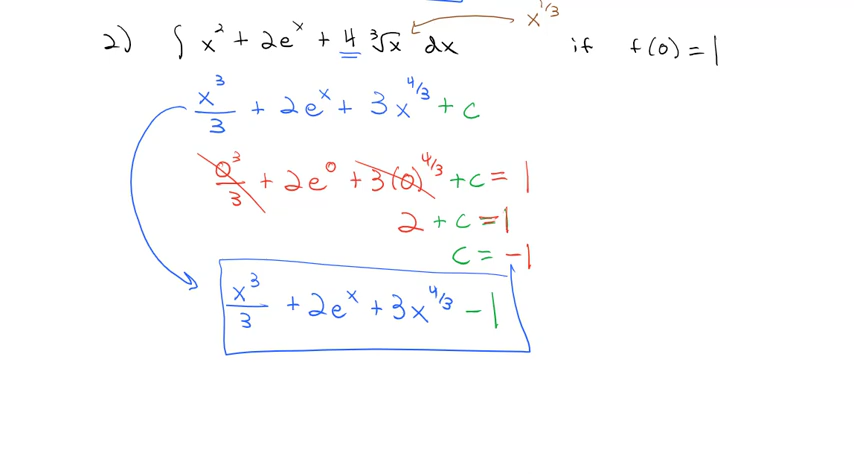 x^(1/3)
2) ∫ x² + 2eˣ + 4 ∛x dx if f(0) = 1
x³/3 + 2eˣ + 3x^(4/3) + c
0³/3 + 2e⁰ + 3(0)^(4/3) + c = 1
2 + c = 1
c = -1
x³/3 + 2eˣ + 3x^(4/3) - 1